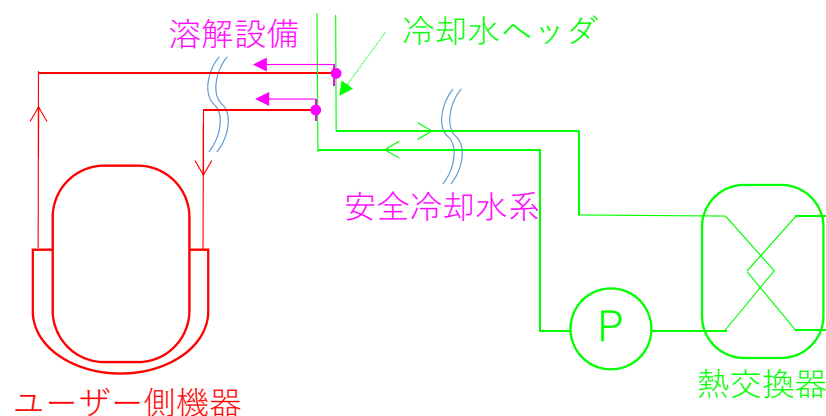 溶解設備
冷却水ヘッダ
安全冷却水系
P
熱交換器
ユーザー側機器